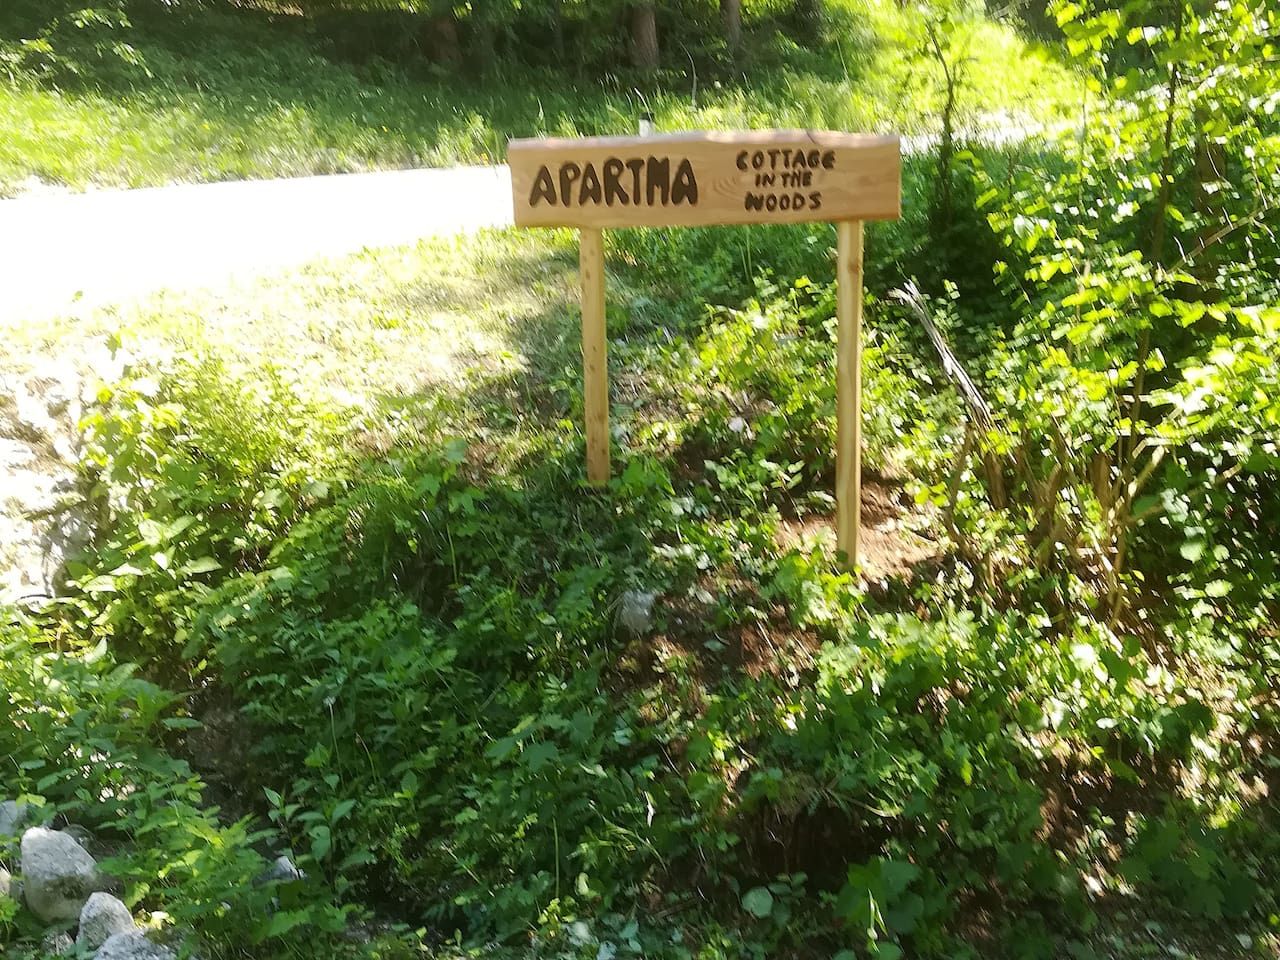 APARTMA
COTTAGE
IN THE
WOODS